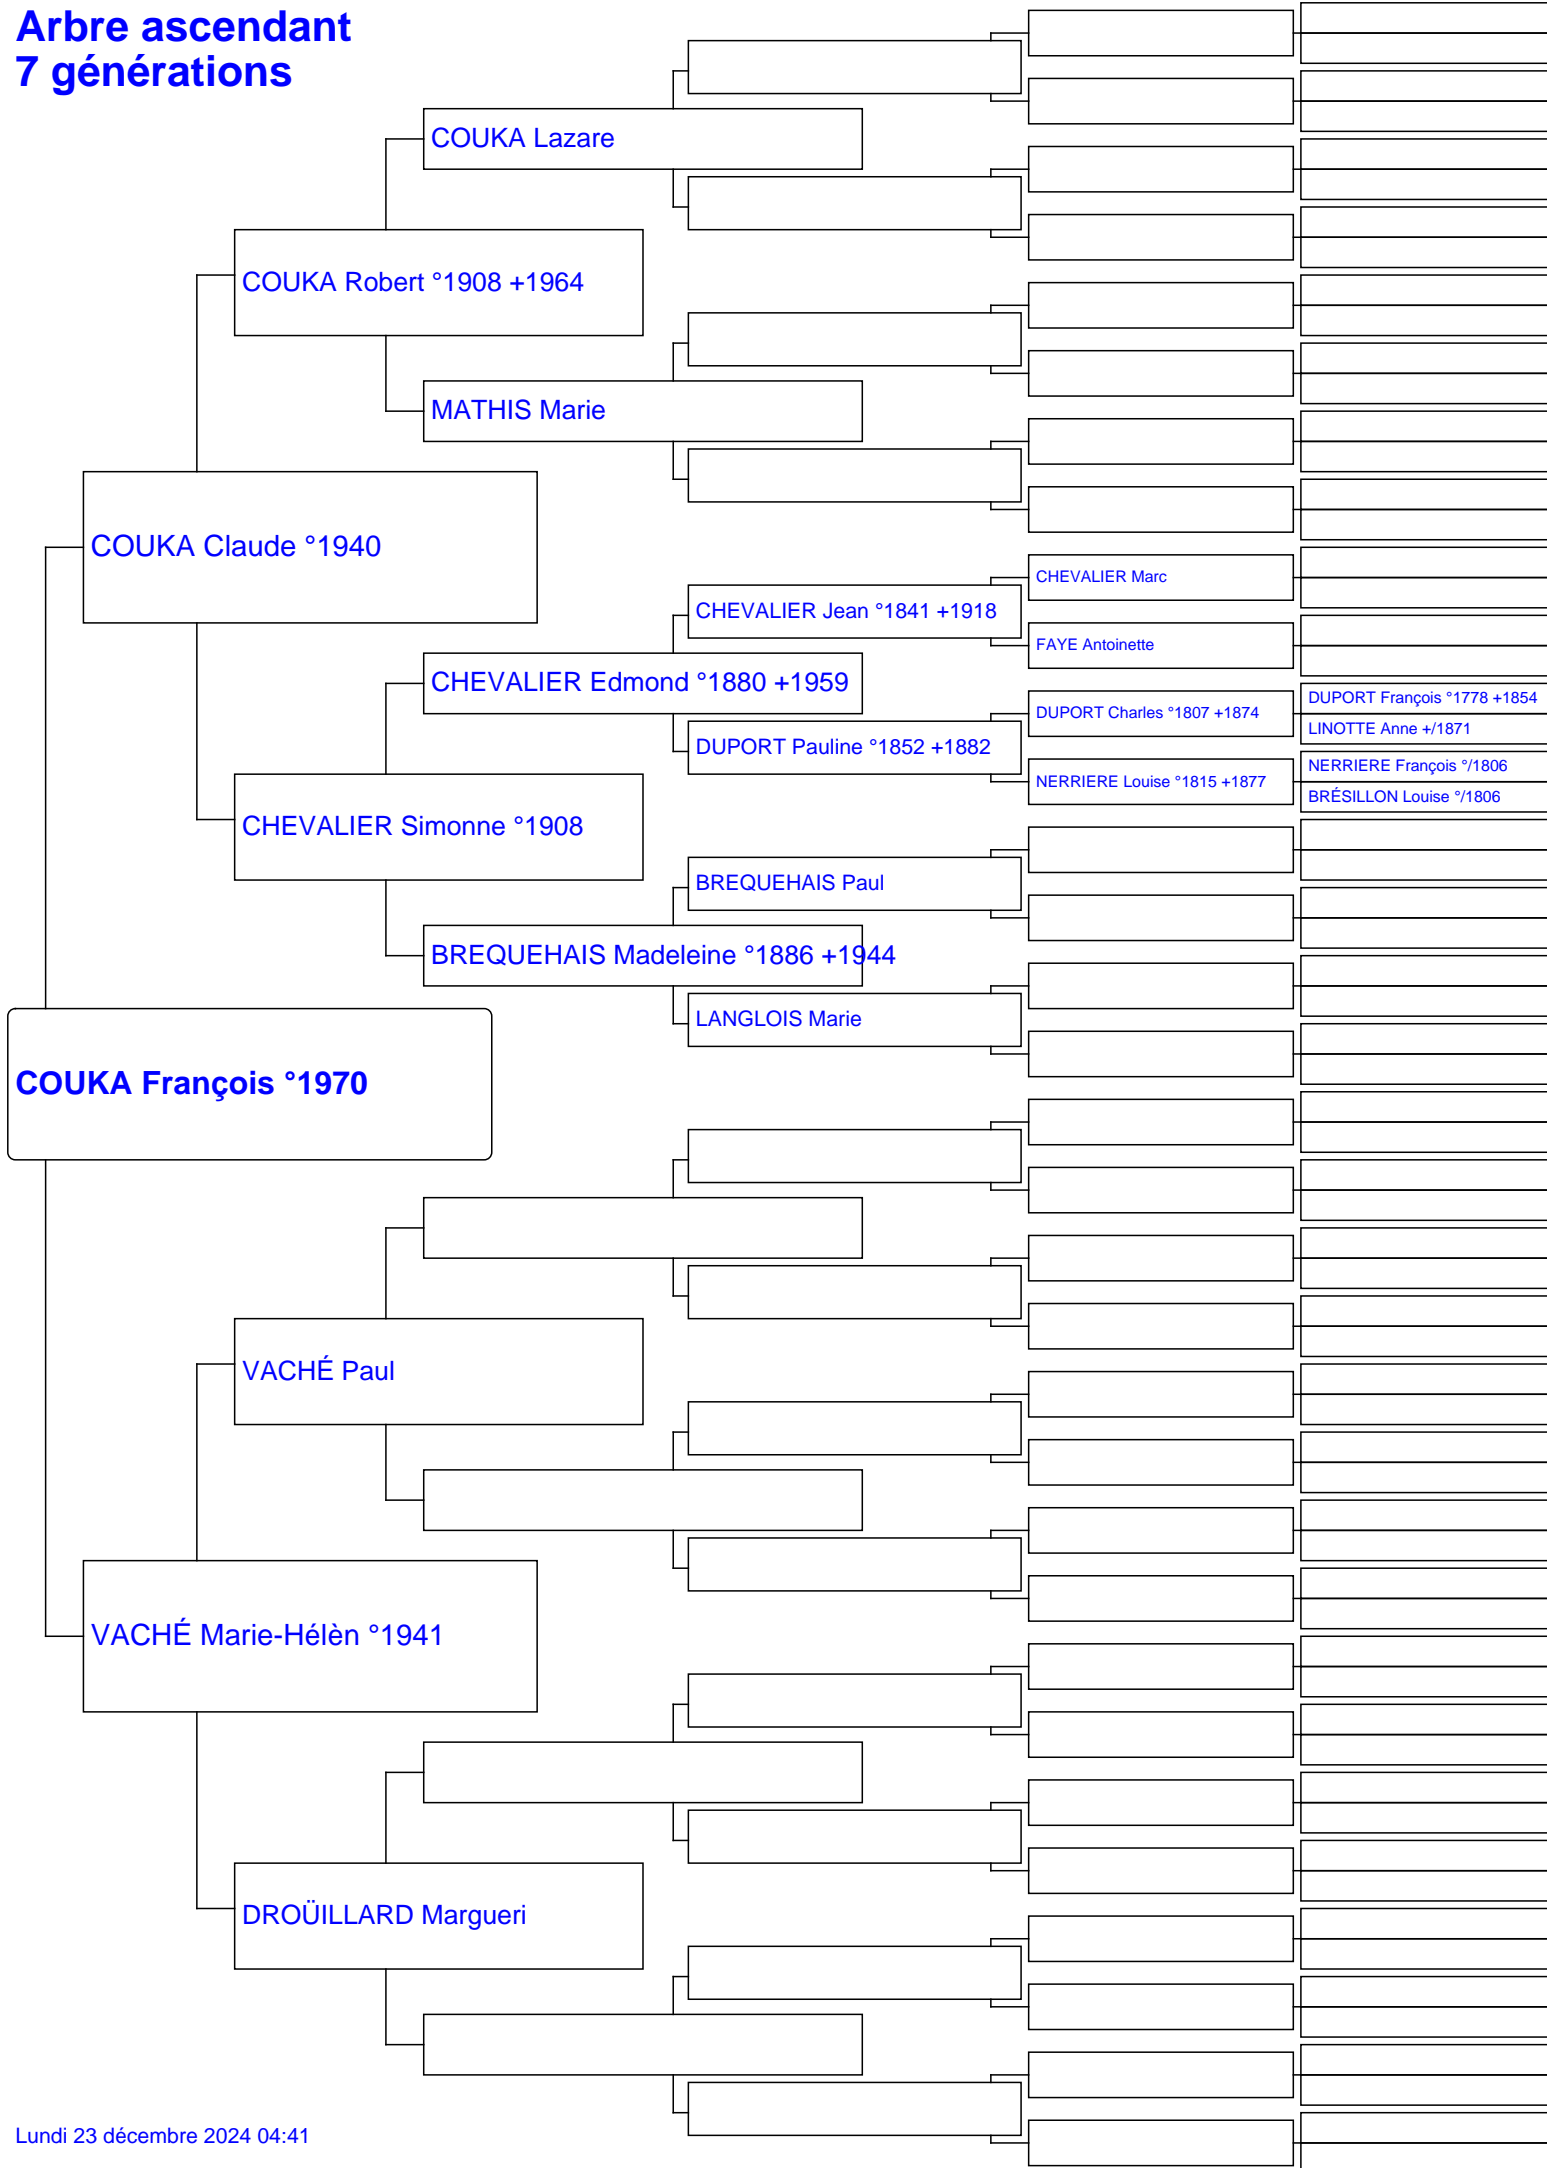 Arbre ascendant
7 générations
COUKA Lazare
COUKA Robert °1908 +1964
MATHIS Marie
COUKA Claude °1940
CHEVALIER Marc
CHEVALIER Jean °1841 +1918
FAYE Antoinette
CHEVALIER Edmond °1880 +1959
DUPORT François °1778 +1854
DUPORT Charles °1807 +1874
LINOTTE Anne +/1871
DUPORT Pauline °1852 +1882
NERRIERE François °/1806
NERRIERE Louise °1815 +1877
BRÉSILLON Louise °/1806
CHEVALIER Simonne °1908
BREQUEHAIS Paul
BREQUEHAIS Madeleine °1886 +1944
LANGLOIS Marie
COUKA François °1970
VACHÉ Paul
VACHÉ Marie-Hélèn °1941
DROÜILLARD Margueri
Lundi 23 décembre 2024 04:41